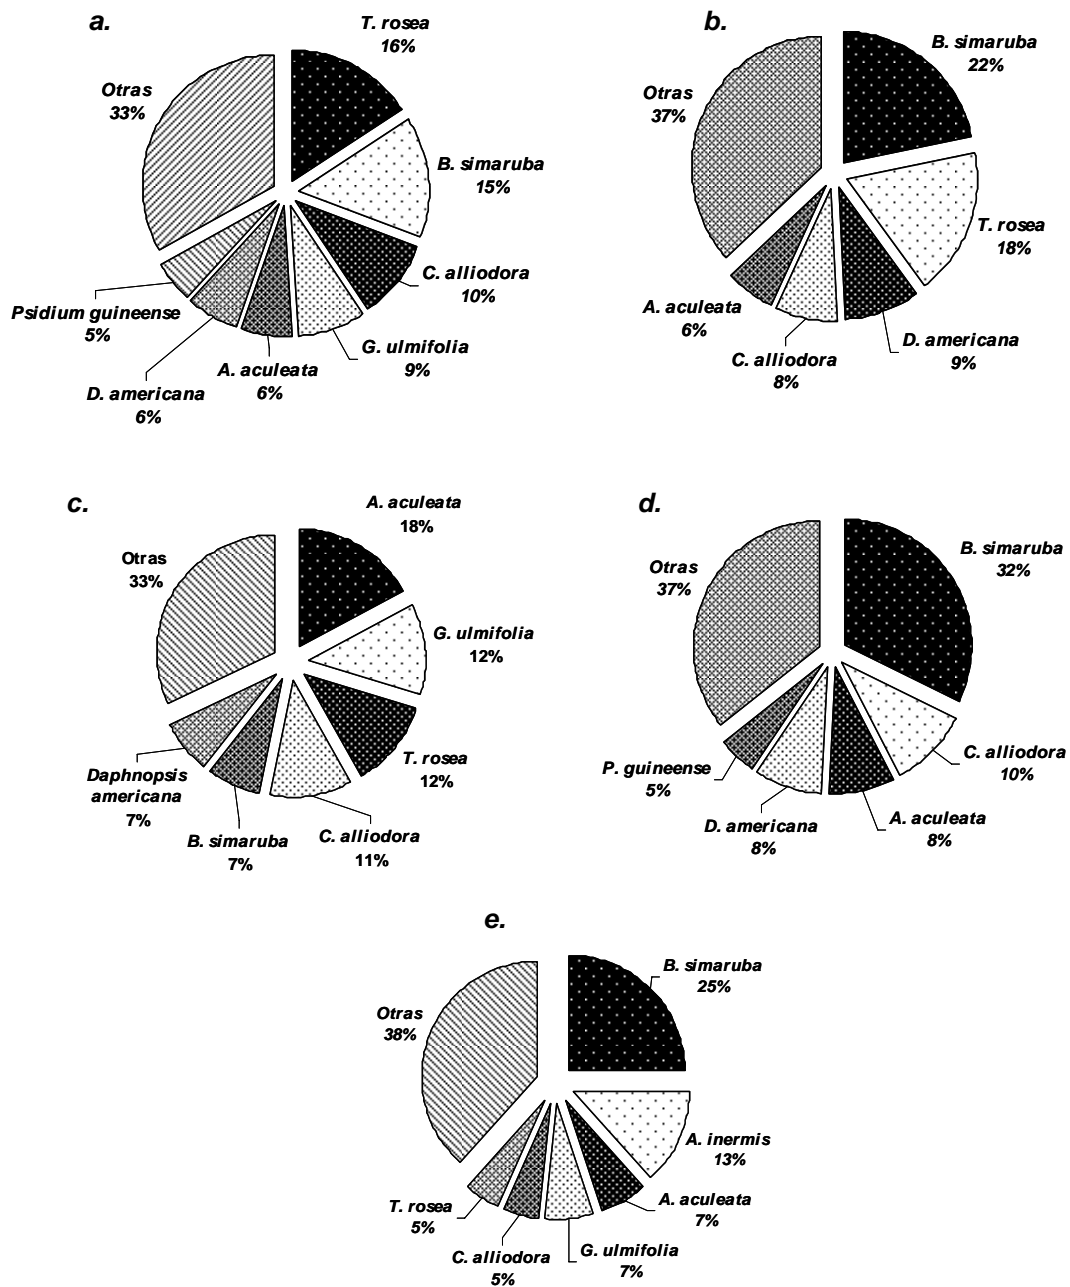 a.
T. rosea
16%
B. simaruba
15%
C. alliodora
10%
G. ulmifolia
9%
A. aculeata
6%
D. americana
6%
Psidium guineense
5%
Otras
33%
b.
B. simaruba
22%
T. rosea
18%
D. americana
9%
C. alliodora
8%
A. aculeata
6%
Otras
37%
c.
A. aculeata
18%
G. ulmifolia
12%
T. rosea
12%
C. alliodora
11%
B. simaruba
7%
Daphnopsis
americana
7%
Otras
33%
d.
B. simaruba
32%
C. alliodora
10%
A. aculeata
8%
D. americana
8%
P. guineense
5%
Otras
37%
e.
B. simaruba
25%
A. inermis
13%
A. aculeata
7%
G. ulmifolia
7%
C. alliodora
5%
T. rosea
5%
Otras
38%